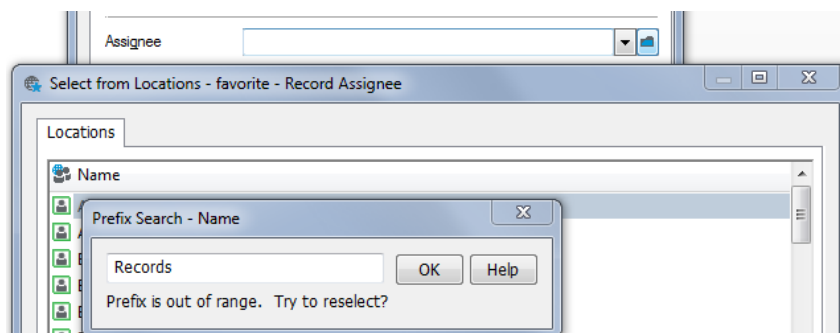 Assignee
Select from Locations - favorite - Record Assignee
Locations
Name
Prefix Search - Name
Records OK Help
Prefix is out of range. Try to reselect?